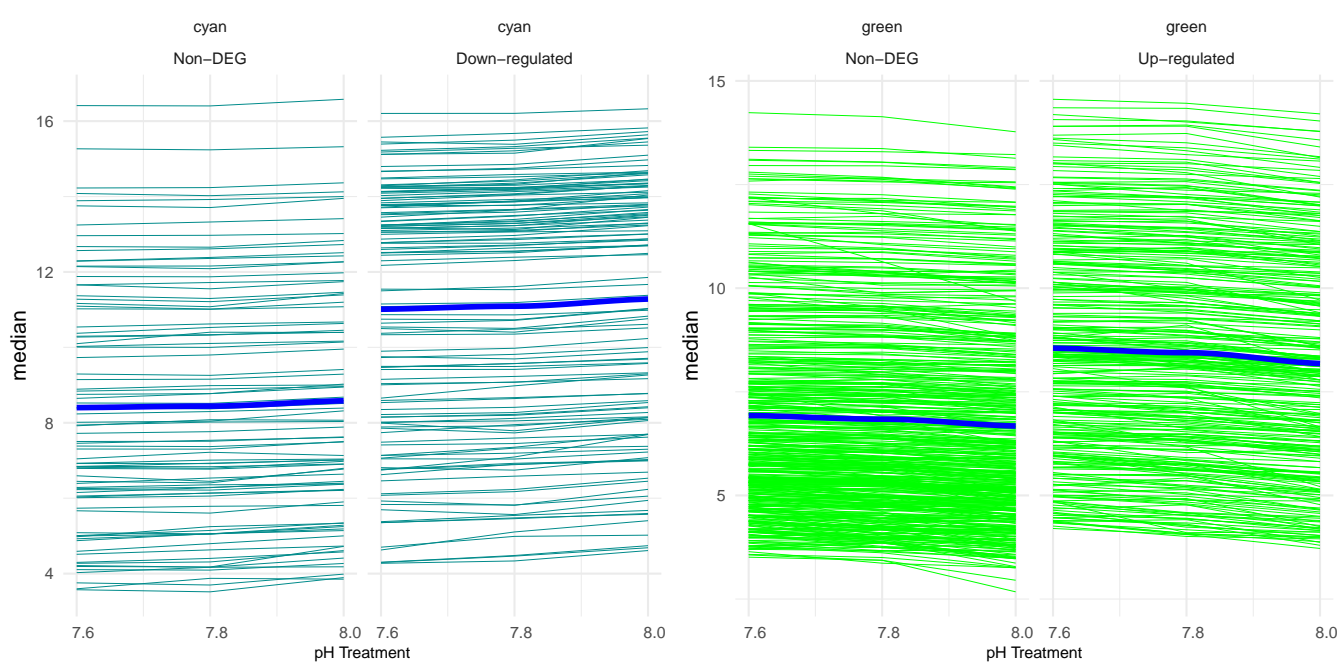 cyan
Non−DEG
cyan
Down−regulated
green
Non−DEG
green
Up−regulated
median
16
12
8
4
7.6
7.8
8.0
7.6
7.8
8.0
pH Treatment
median
15
10
5
7.6
7.8
8.0
7.6
7.8
8.0
pH Treatment